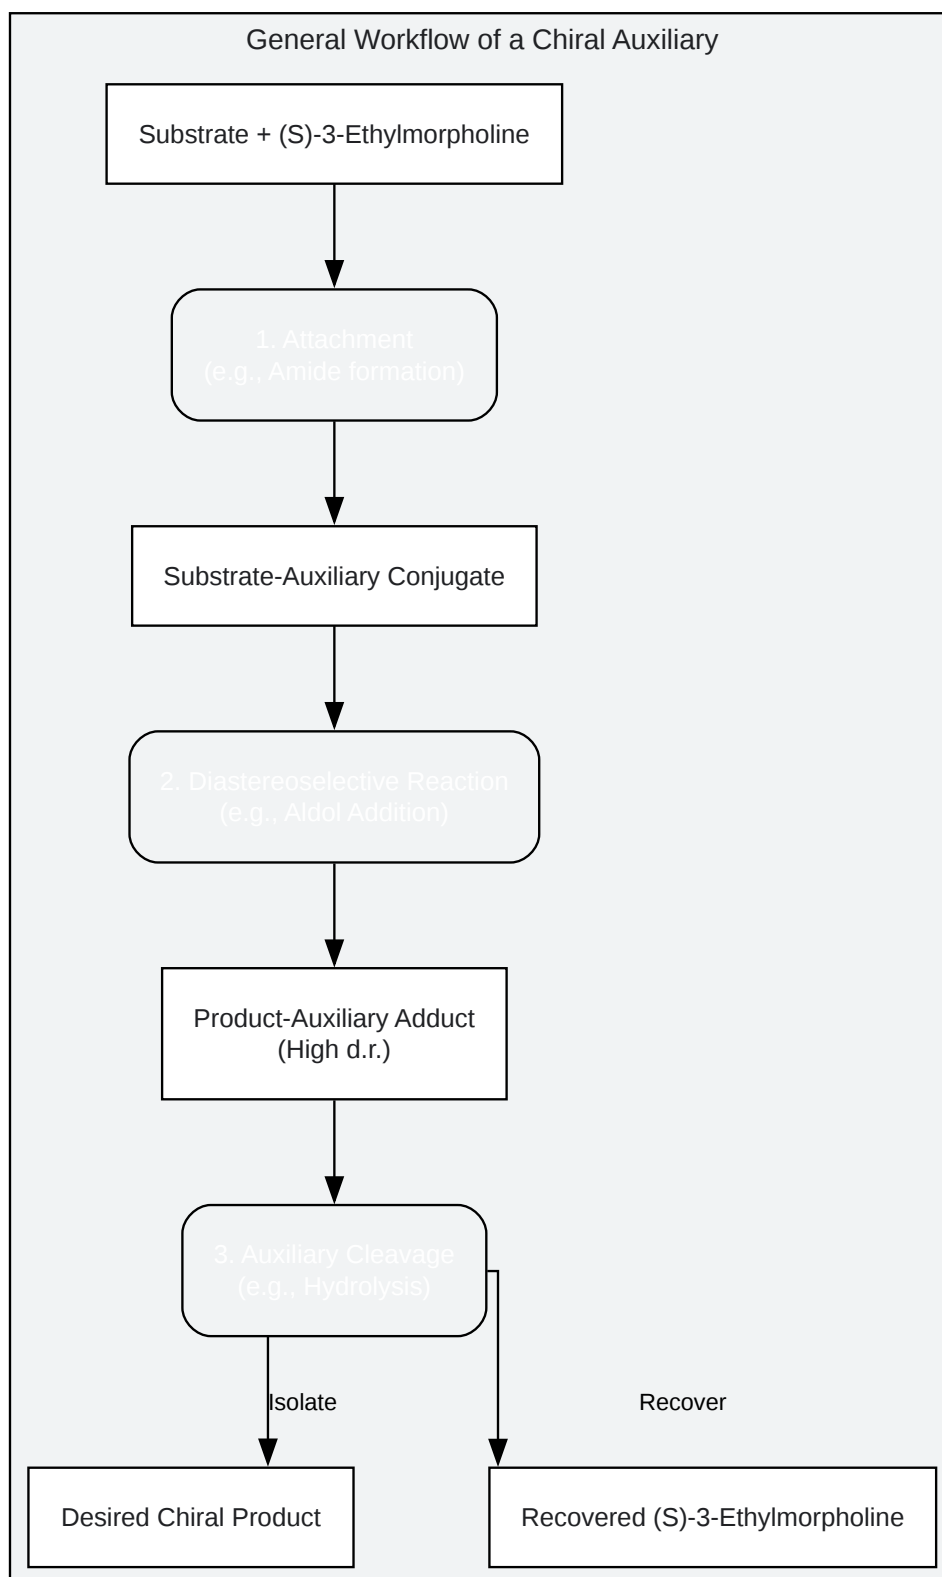 General Workflow of a Chiral Auxiliary
Substrate + (S)-3-Ethylmorpholine
1. Attachment
(e.g., Amide formation)
Substrate-Auxiliary Conjugate
2. Diastereoselective Reaction
(e.g., Aldol Addition)
Product-Auxiliary Adduct
(High d.r.)
3. Auxiliary Cleavage
(e.g., Hydrolysis)
Isolate
Recover
Desired Chiral Product
Recovered (S)-3-Ethylmorpholine